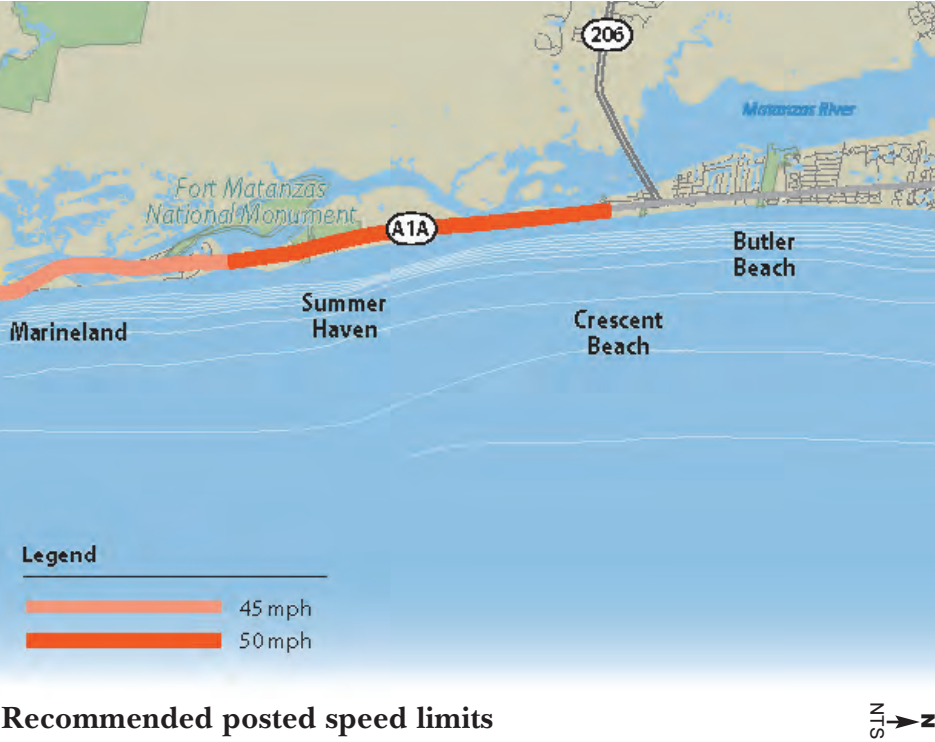 206
Matanzas River
Fort Matanzas
National Monument
A1A
Butler
Beach
Summer
Haven
Crescent
Beach
Marineland
Legend
45 mph
50 mph
Recommended posted speed limits
NTS
N